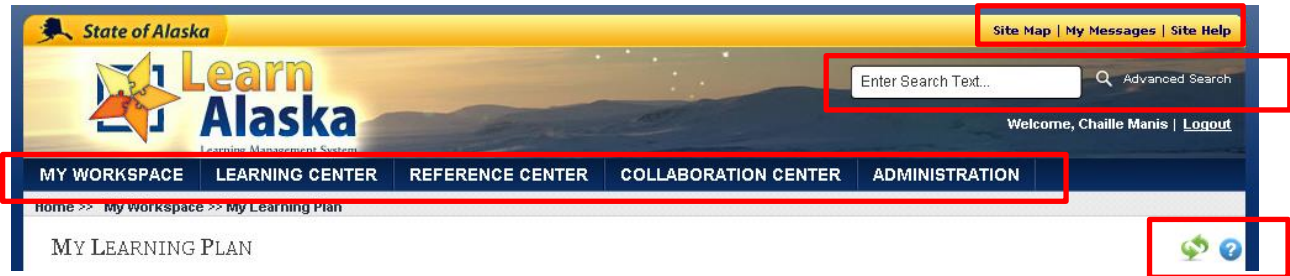 State of Alaska
Site Map | My Messages | Site Help
Learn
Alaska
Learning Management System
Enter Search Text...
Advanced Search
Welcome, Chaille Manis | Logout
MY WORKSPACE LEARNING CENTER REFERENCE CENTER COLLABORATION CENTER ADMINISTRATION
Home >> My Workspace >> My Learning Plan
MY LEARNING PLAN
?